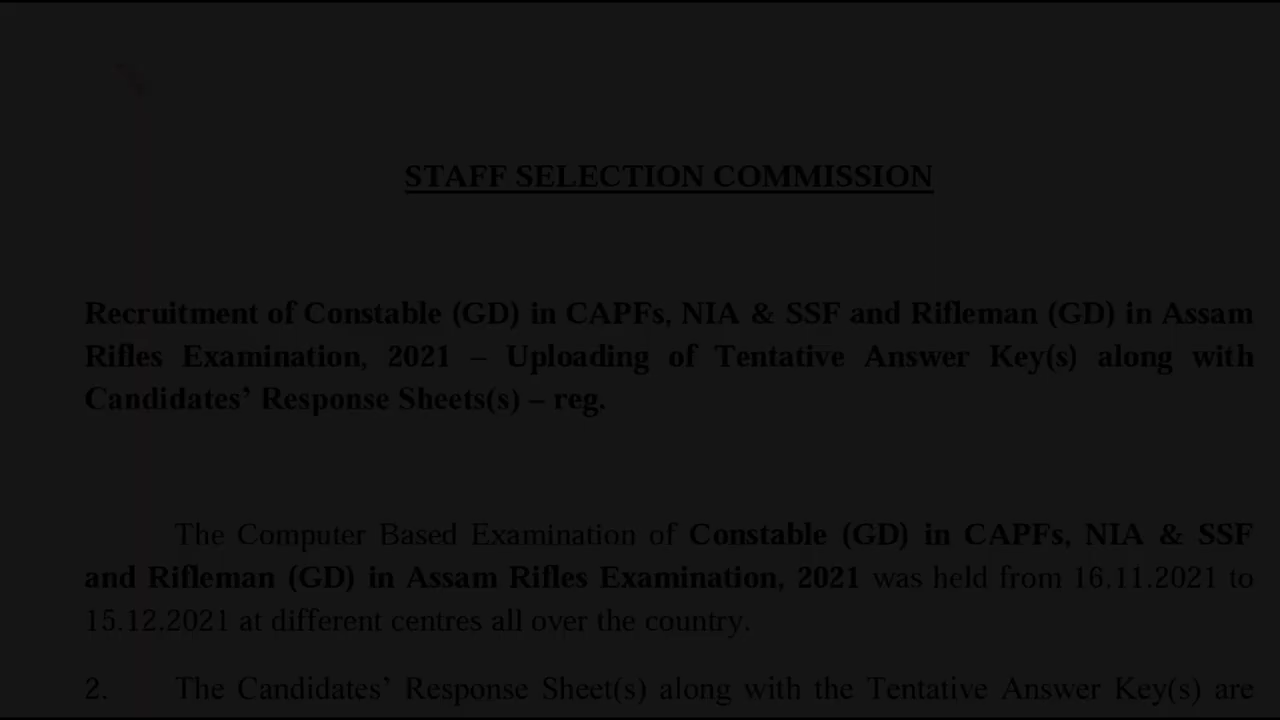 STAFF SELECTION COMMISSION
Recruitment of Constable (GD) in CAPFs, NIA & SSF and Rifleman (GD) in Assam
Rifles Examination, 2021 – Uploading of Tentative Answer Key(s) along with
Candidates’ Response Sheets(s) – reg.
The Computer Based Examination of Constable (GD) in CAPFs, NIA & SSF
and Rifleman (GD) in Assam Rifles Examination, 2021 was held from 16.11.2021 to
15.12.2021 at different centres all over the country.
2. The Candidates’ Response Sheet(s) along with the Tentative Answer Key(s) are